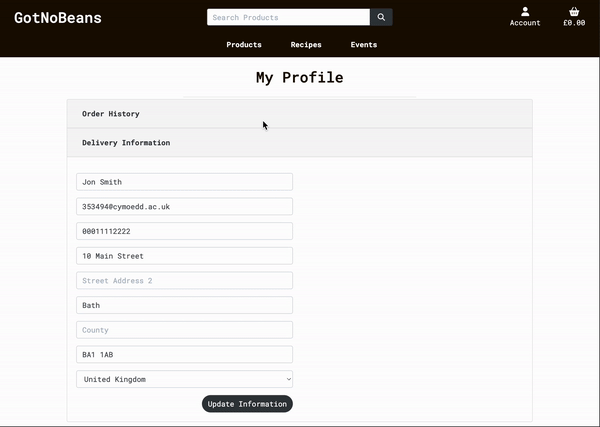 GotNoBeans
Search Products
Account
£0.00
Products Recipes Events
My Profile
Order History
Delivery Information
Jon Smith
353494@cymoedd.ac.uk
00011112222
10 Main Street
Street Address 2
Bath
County
BA1 1AB
United Kingdom
Update Information